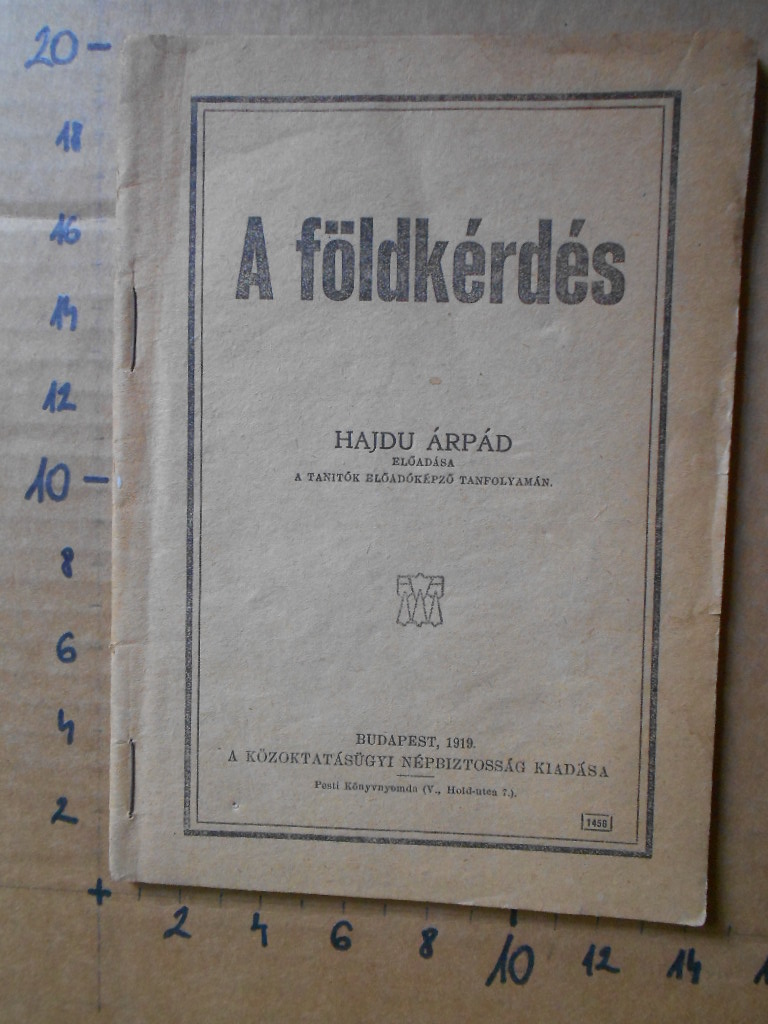 20
18
16
14
12
10
8
6
4
2
A földkérdés
HAJDU ÁRPÁD
ELŐADÁSA
A TANITÓK ELŐADÓKÉPZŐ TANFOLYAMÁN.
BUDAPEST, 1919.
A KÖZOKTATÁSÜGYI NÉPBIZTOSSÁG KIADÁSA
Pesti Könyvnyomda (V., Hold-utca 7.).
1458
2 4 6 8 10 12 14